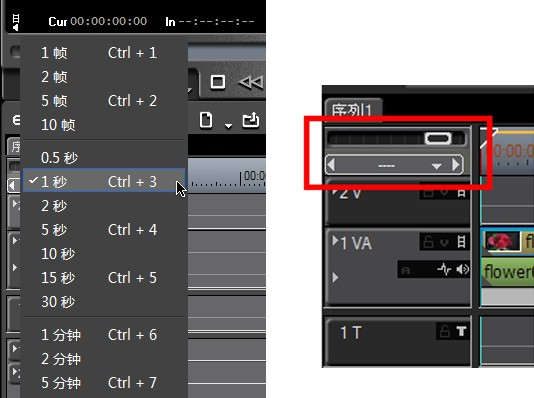 Cur 00:00:00:00 In --:--:--:--
1 帧 Ctrl + 1
2 帧
5 帧 Ctrl + 2
10 帧
0.5 秒
1 秒 Ctrl + 3
2 秒
5 秒 Ctrl + 4
10 秒
15 秒 Ctrl + 5
30 秒
1 分钟 Ctrl + 6
2 分钟
5 分钟 Ctrl + 7
00:0
序列1
00:00:0
2 V
1 VA
A
flower
1 T
T